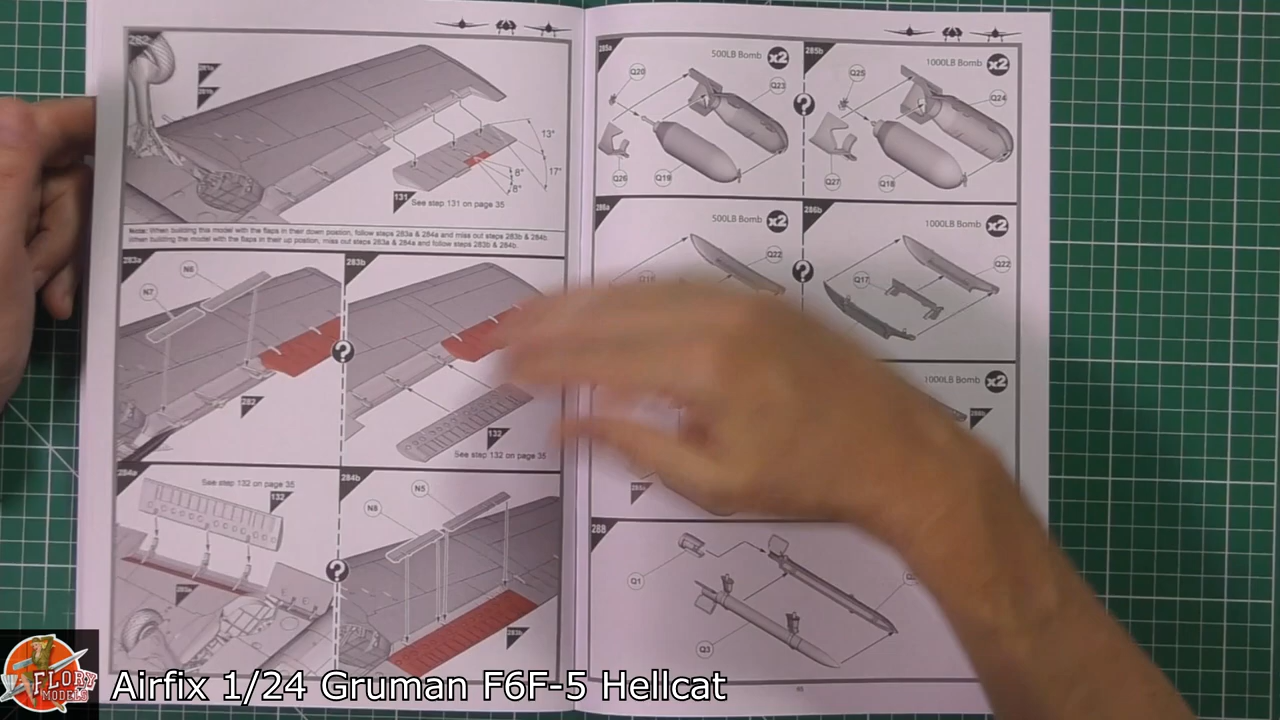 282
131
See step 131 on page 35
13°
17°
8°
8°
Note: When building this model with the flaps in their down position, follow steps 283a & 284a and miss out steps 283b & 284b.
When building the model with the flaps in their up position, miss out steps 283a & 284a and follow steps 283b & 284b.
283a
N6
N7
282
?
283b
132
See step 132 on page 35
284a
See step 132 on page 35
132
?
284b
N5
N8
283b
285a
500LB Bomb x2
Q20
Q23
Q26
Q19
?
285b
1000LB Bomb x2
Q25
Q24
Q27
Q18
500LB Bomb x2
Q22
?
286b
1000LB Bomb x2
Q17
Q22
1000LB Bomb x2
288
Q1
Q3
FLORY
MODELS
Airfix 1/24 Gruman F6F-5 Hellcat